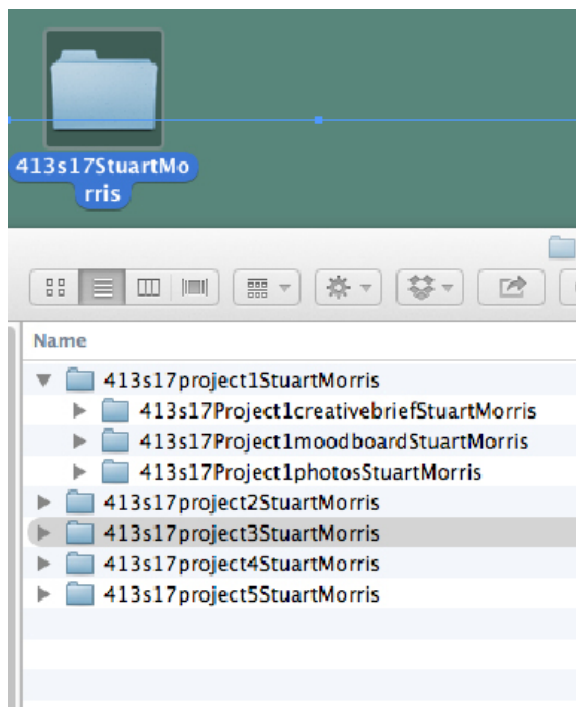 413s17StuartMo
rris
Name
413s17project1StuartMorris
413s17Project1creativebriefStuartMorris
413s17Project1moodboardStuartMorris
413s17Project1photosStuartMorris
413s17project2StuartMorris
413s17project3StuartMorris
413s17project4StuartMorris
413s17project5StuartMorris